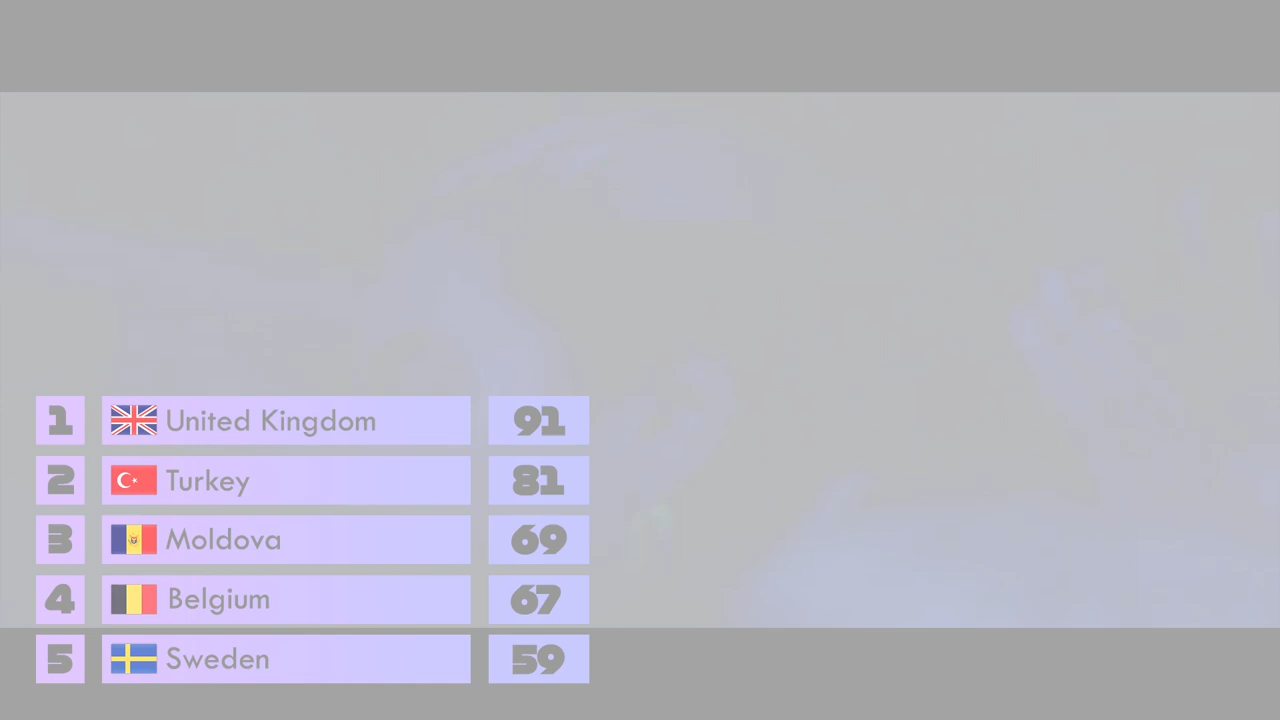 1 United Kingdom 91
2 Turkey 81
3 Moldova 69
4 Belgium 67
5 Sweden 59